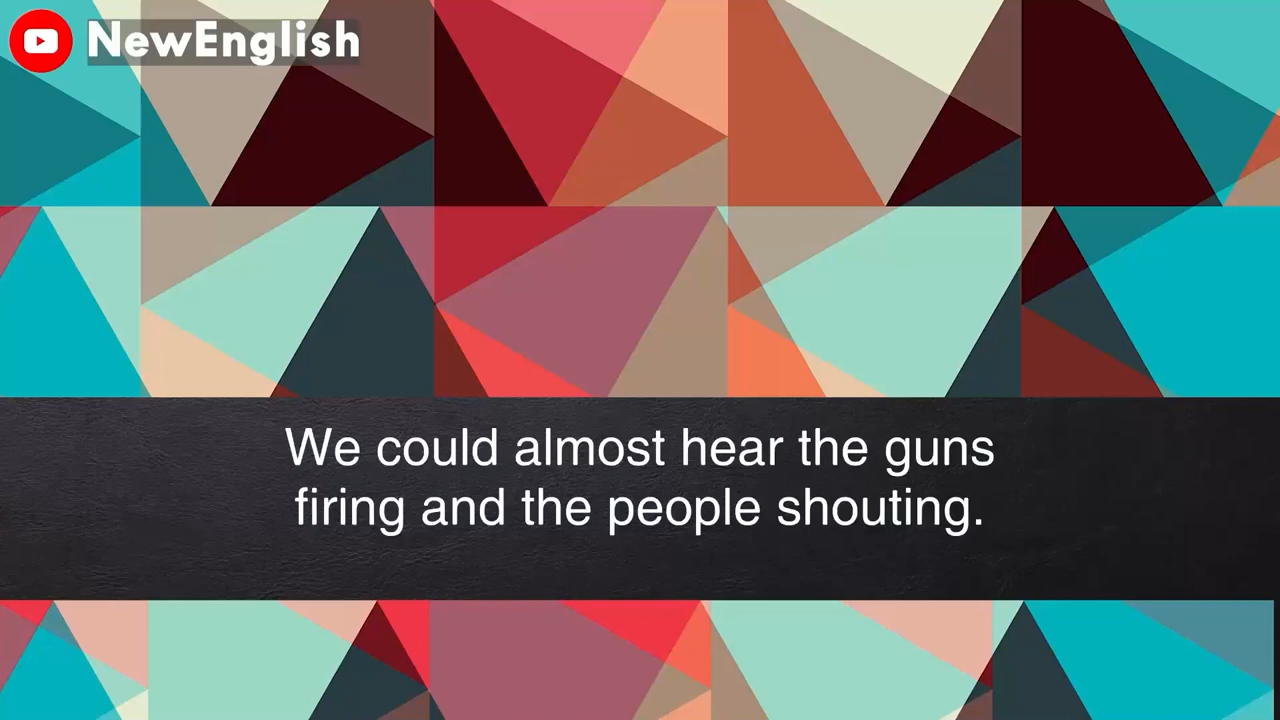 NewEnglish
We could almost hear the guns
firing and the people shouting.